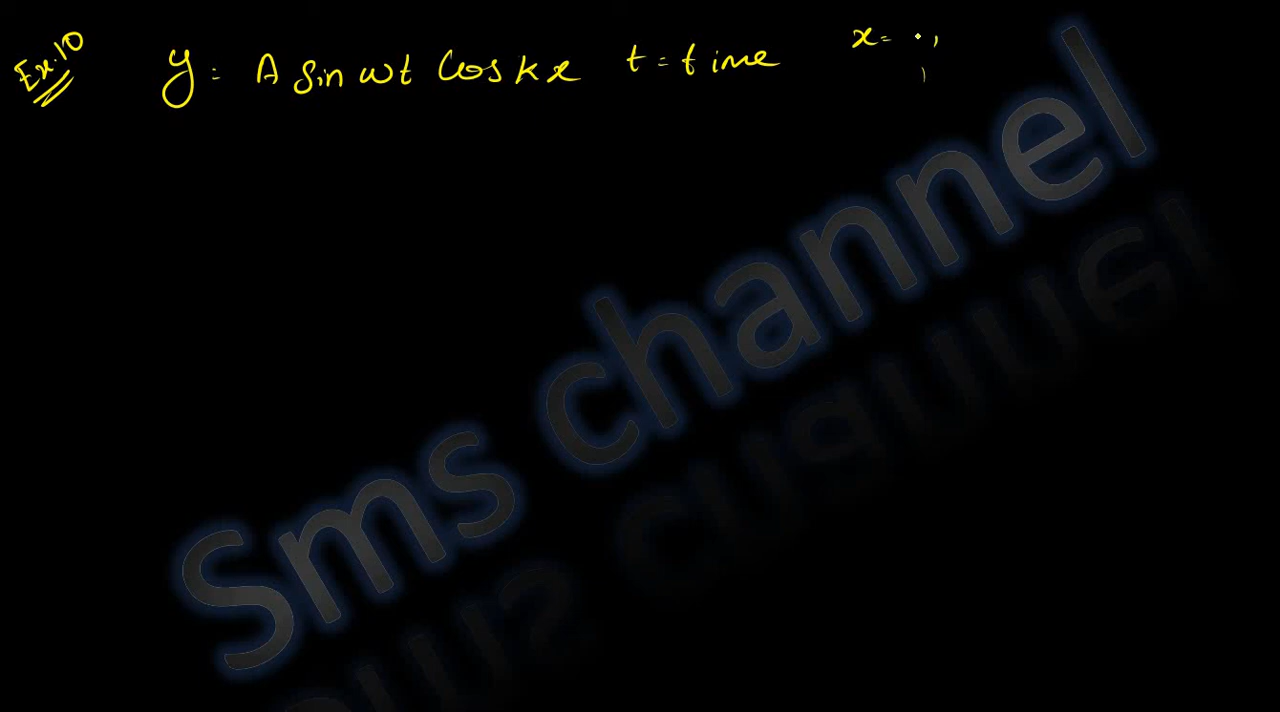 Ex.10 y = A sin ωt Cos kx t = time x =
Sms channel